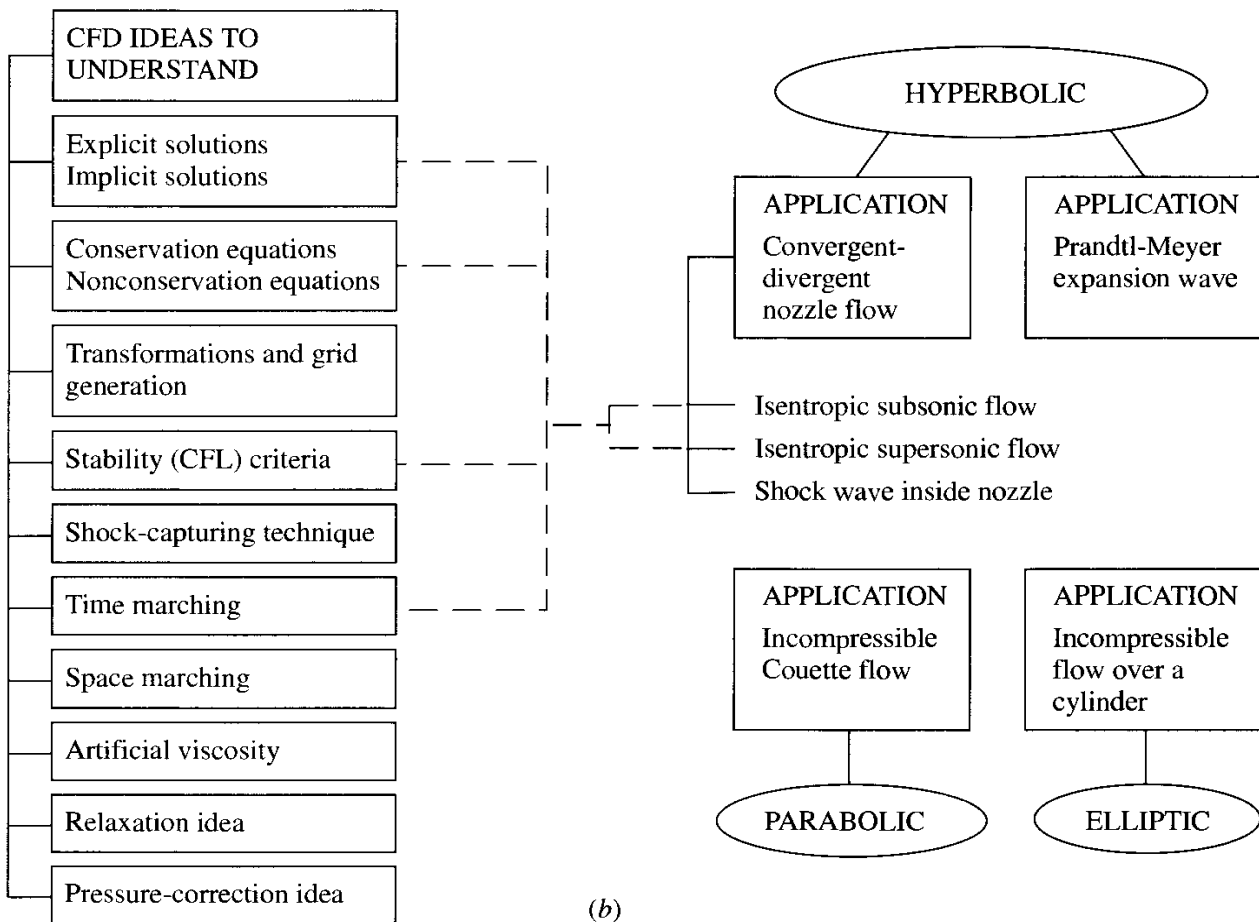 CFD IDEAS TO
UNDERSTAND
Explicit solutions
Implicit solutions
Conservation equations
Nonconservation equations
Transformations and grid
generation
Stability (CFL) criteria
Shock-capturing technique
Time marching
Space marching
Artificial viscosity
Relaxation idea
Pressure-correction idea
HYPERBOLIC
APPLICATION
Convergent-
divergent
nozzle flow
APPLICATION
Prandtl-Meyer
expansion wave
Isentropic subsonic flow
Isentropic supersonic flow
Shock wave inside nozzle
APPLICATION
Incompressible
Couette flow
APPLICATION
Incompressible
flow over a
cylinder
PARABOLIC
ELLIPTIC
(b)